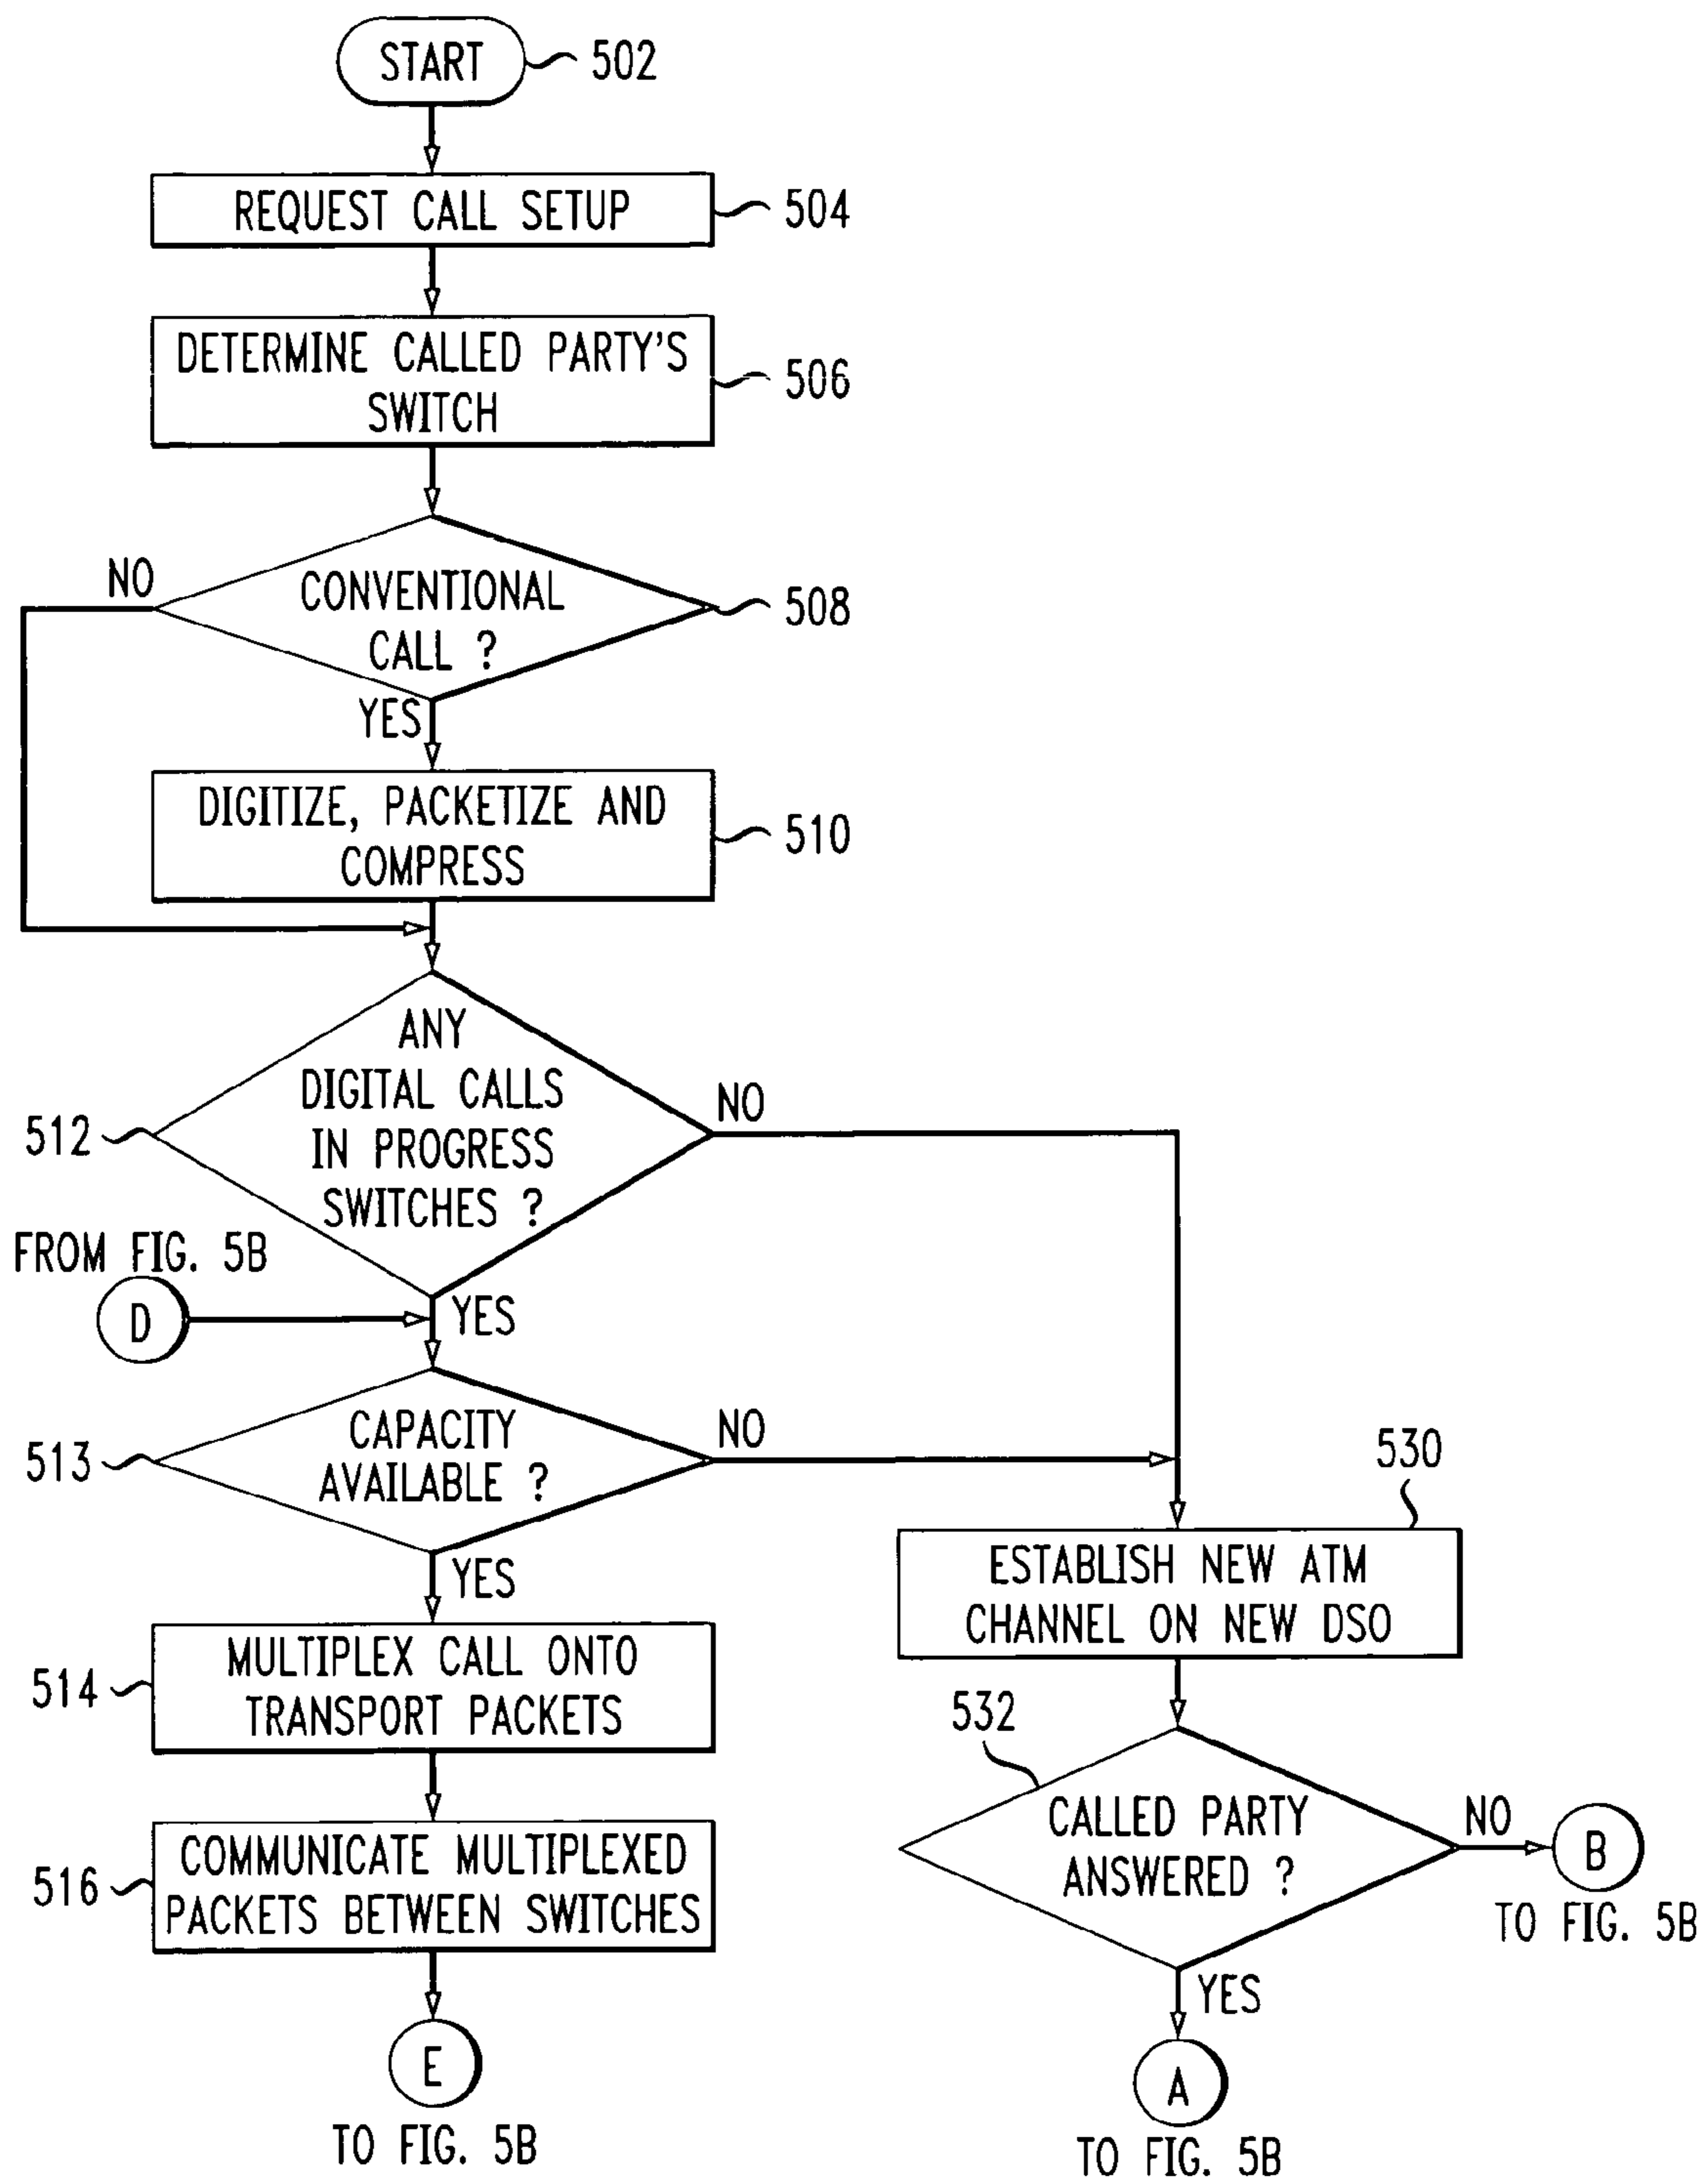 START
502
REQUEST CALL SETUP
504
DETERMINE CALLED PARTY'S
SWITCH
506
NO
CONVENTIONAL
CALL ?
508
YES
DIGITIZE, PACKETIZE AND
COMPRESS
510
ANY
DIGITAL CALLS
IN PROGRESS
SWITCHES ?
512
NO
FROM FIG. 5B
D
YES
CAPACITY
AVAILABLE ?
513
NO
YES
530
ESTABLISH NEW ATM
CHANNEL ON NEW DSO
MULTIPLEX CALL ONTO
TRANSPORT PACKETS
514
532
CALLED PARTY
ANSWERED ?
NO
B
TO FIG. 5B
COMMUNICATE MULTIPLEXED
PACKETS BETWEEN SWITCHES
516
YES
E
TO FIG. 5B
A
TO FIG. 5B